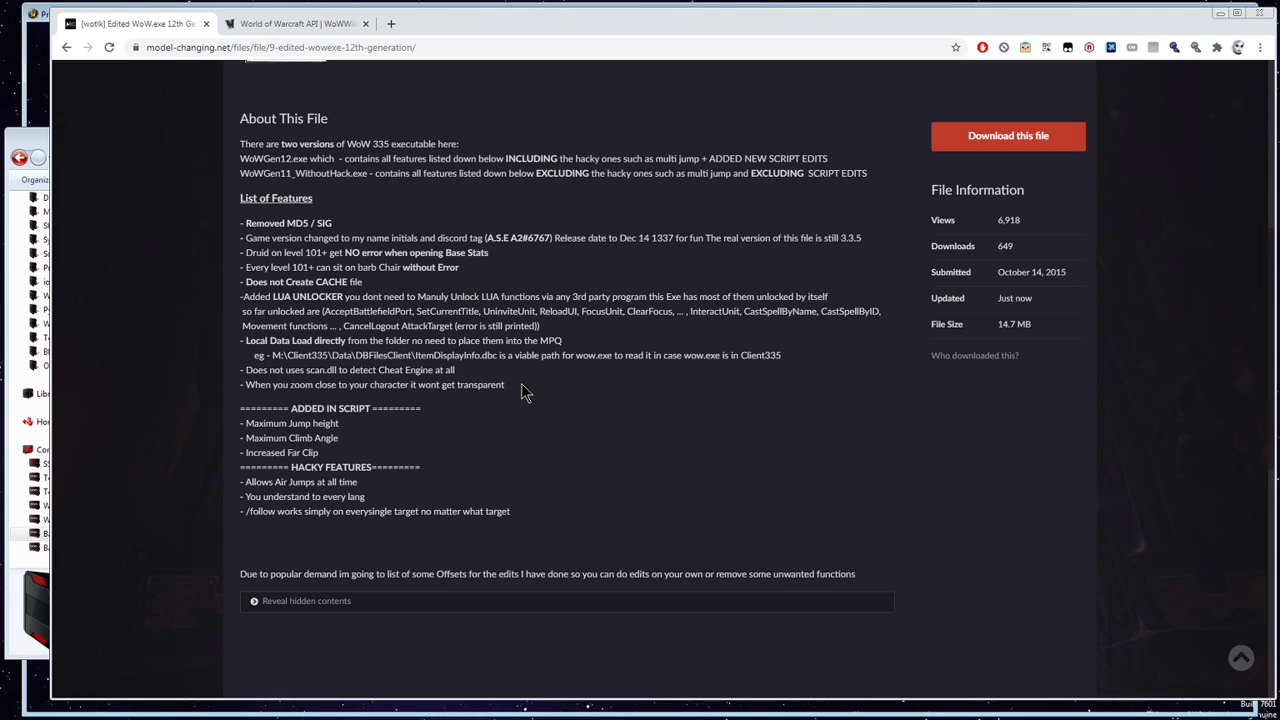 [wotlk] Edited WoW.exe 12th Gen
World of Warcraft API | WoWWi
model-changing.net/files/file/9-edited-wowexe-12th-generation/
About This File
There are two versions of WoW 335 executable here:
WoWGen12.exe which - contains all features listed down below INCLUDING the hacky ones such as multi jump + ADDED NEW SCRIPT EDITS
WoWGen11_WithoutHack.exe - contains all features listed down below EXCLUDING the hacky ones such as multi jump and EXCLUDING SCRIPT EDITS
List of Features
- Removed MD5 / SIG
- Game version changed to my name initials and discord tag (A.S.E A2#6767) Release date to Dec 14 1337 for fun The real version of this file is still 3.3.5
- Druid on level 101+ get NO error when opening Base Stats
- Every level 101+ can sit on barb Chair without Error
- Does not Create CACHE file
-Added LUA UNLOCKER you dont need to Manuly Unlock LUA functions via any 3rd party program this Exe has most of them unlocked by itself
so far unlocked are (AcceptBattlefieldPort, SetCurrentTitle, UninviteUnit, ReloadUI, FocusUnit, ClearFocus, ... , InteractUnit, CastSpellByName, CastSpellByID,
Movement functions ... , CancelLogout AttackTarget (error is still printed))
- Local Data Load directly from the folder no need to place them into the MPQ
eg - M:\Client335\Data\DBFilesClient\ItemDisplayInfo.dbc is a viable path for wow.exe to read it in case wow.exe is in Client335
- Does not uses scan.dll to detect Cheat Engine at all
- When you zoom close to your character it wont get transparent
========= ADDED IN SCRIPT =========
- Maximum Jump height
- Maximum Climb Angle
- Increased Far Clip
========= HACKY FEATURES=========
- Allows Air Jumps at all time
- You understand to every lang
- /follow works simply on everysingle target no matter what target
Due to popular demand im going to list of some Offsets for the edits I have done so you can do edits on your own or remove some unwanted functions
Reveal hidden contents
Download this file
File Information
Views 6,918
Downloads 649
Submitted October 14, 2015
Updated Just now
File Size 14.7 MB
Who downloaded this?
Organiz
Build 7601